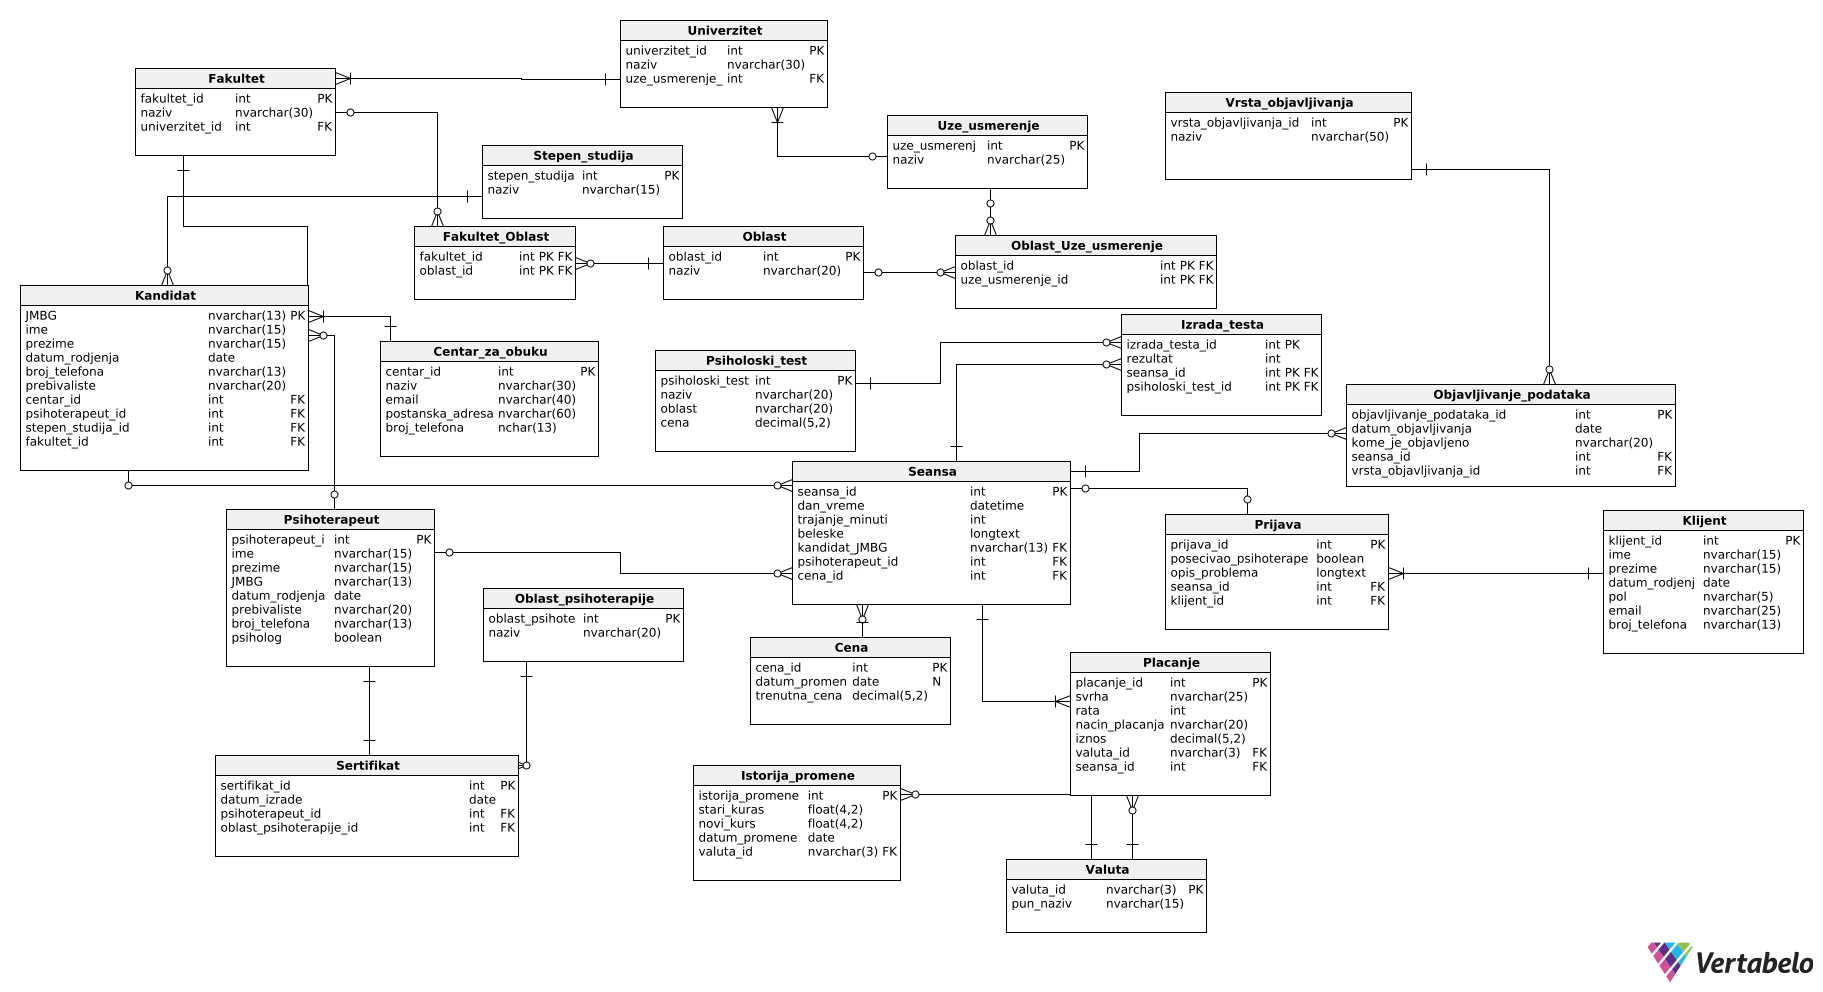 Univerzitet
univerzitet_id int PK
naziv nvarchar(30)
uze_usmerenje_ int FK
Fakultet
fakultet_id int PK
naziv nvarchar(30)
univerzitet_id int FK
Vrsta_objavljivanja
vrsta_objavljivanja_id int PK
naziv nvarchar(50)
Uze_usmerenje
uze_usmerenj int PK
naziv nvarchar(25)
Stepen_studija
stepen_studija int PK
naziv nvarchar(15)
Fakultet_Oblast
fakultet_id int PK FK
oblast_id int PK FK
Oblast
oblast_id int PK
naziv nvarchar(20)
Oblast_Uze_usmerenje
oblast_id int PK FK
uze_usmerenje_id int PK FK
Kandidat
JMBG nvarchar(13) PK
ime nvarchar(15)
prezime nvarchar(15)
datum_rodjenja date
broj_telefona nvarchar(13)
prebivaliste nvarchar(20)
centar_id int FK
psihoterapeut_id int FK
stepen_studija_id int FK
fakultet_id int FK
Centar_za_obuku
centar_id int PK
naziv nvarchar(30)
email nvarchar(40)
postanska_adresa nvarchar(60)
broj_telefona nchar(13)
Psiholoski_test
psiholoski_test int PK
naziv nvarchar(20)
oblast nvarchar(20)
cena decimal(5,2)
Izrada_testa
izrada_testa_id int PK
rezultat int
seansa_id int PK FK
psiholoski_test_id int PK FK
Objavljivanje_podataka
objavljivanje_podataka_id int PK
datum_objavljivanja date
kome_je_objavljeno nvarchar(20)
seansa_id int FK
vrsta_objavljivanja_id int FK
Seansa
seansa_id int PK
dan_vreme datetime
trajanje_minuti int
beleske longtext
kandidat_JMBG nvarchar(13) FK
psihoterapeut_id int FK
cena_id int FK
Psihoterapeut
psihoterapeut_i int PK
ime nvarchar(15)
prezime nvarchar(15)
JMBG nvarchar(13)
datum_rodjenja date
prebivaliste nvarchar(20)
broj_telefona nvarchar(13)
psiholog boolean
Prijava
prijava_id int PK
posecivao_psihoterape boolean
opis_problema longtext
seansa_id int FK
klijent_id int FK
Klijent
klijent_id int PK
ime nvarchar(15)
prezime nvarchar(15)
datum_rodjenj date
pol nvarchar(5)
email nvarchar(25)
broj_telefona nvarchar(13)
Oblast_psihoterapije
oblast_psihote int PK
naziv nvarchar(20)
Cena
cena_id int PK
datum_promen date N
trenutna_cena decimal(5,2)
Placanje
placanje_id int PK
svrha nvarchar(25)
rata int
nacin_placanja nvarchar(20)
iznos decimal(5,2)
valuta_id nvarchar(3) FK
seansa_id int FK
Sertifikat
sertifikat_id int PK
datum_izrade date
psihoterapeut_id int FK
oblast_psihoterapije_id int FK
Istorija_promene
istorija_promene int PK
stari_kuras float(4,2)
novi_kurs float(4,2)
datum_promene date
valuta_id nvarchar(3) FK
Valuta
valuta_id nvarchar(3) PK
pun_naziv nvarchar(15)
Vertabelo